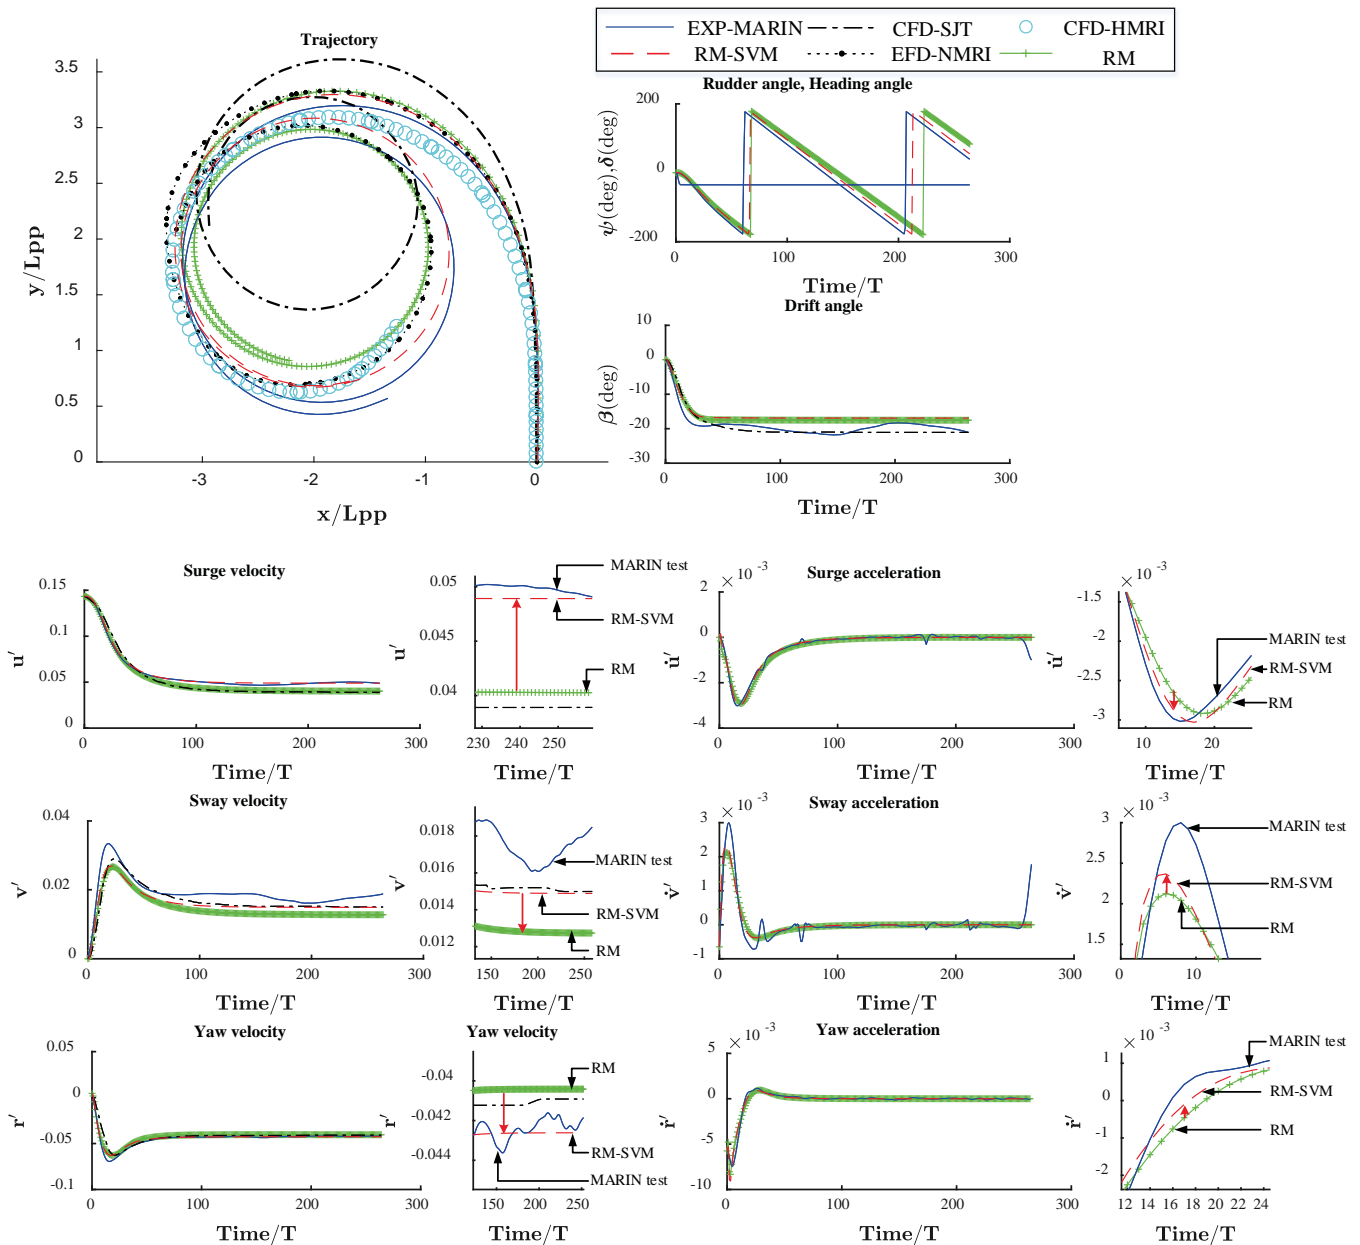 EXP-MARIN
CFD-SJT
CFD-HMRI
RM-SVM
EFD-NMRI
RM
Trajectory
3.5
3
2.5
2
1.5
1
0.5
0
-3
-2
-1
0
y/Lpp
x/Lpp
Rudder angle, Heading angle
200
0
-200
0
100
200
300
ψ(deg),δ(deg)
Time/T
Drift angle
10
0
-10
-20
-30
0
100
200
300
β(deg)
Time/T
Surge velocity
0.15
0.1
0.05
0
0
100
200
300
u′
Time/T
0.05
0.045
0.04
230
240
250
u′
Time/T
MARIN test
RM-SVM
RM
Surge acceleration
× 10 -3
2
0
-2
-4
0
100
200
300
u̇′
Time/T
× 10 -3
-1.5
-2
-2.5
-3
10
20
u̇′
Time/T
MARIN test
RM-SVM
RM
Sway velocity
0.04
0.02
0
0
100
200
300
v′
Time/T
0.018
0.016
0.014
0.012
150
200
250
v′
Time/T
MARIN test
RM-SVM
RM
Sway acceleration
× 10 -3
3
2
1
0
-1
0
100
200
300
v̇′
Time/T
× 10 -3
3
2.5
2
1.5
0
10
v̇′
Time/T
MARIN test
RM-SVM
RM
Yaw velocity
0.05
0
-0.05
-0.1
0
100
200
300
r′
Time/T
Yaw velocity
-0.04
-0.042
-0.044
150
200
250
r′
Time/T
RM
RM-SVM
MARIN test
Yaw acceleration
× 10 -3
5
0
-5
-10
0
100
200
300
ṙ′
Time/T
× 10 -3
1
0
-1
-2
12
14
16
18
20
22
24
ṙ′
Time/T
MARIN test
RM-SVM
RM